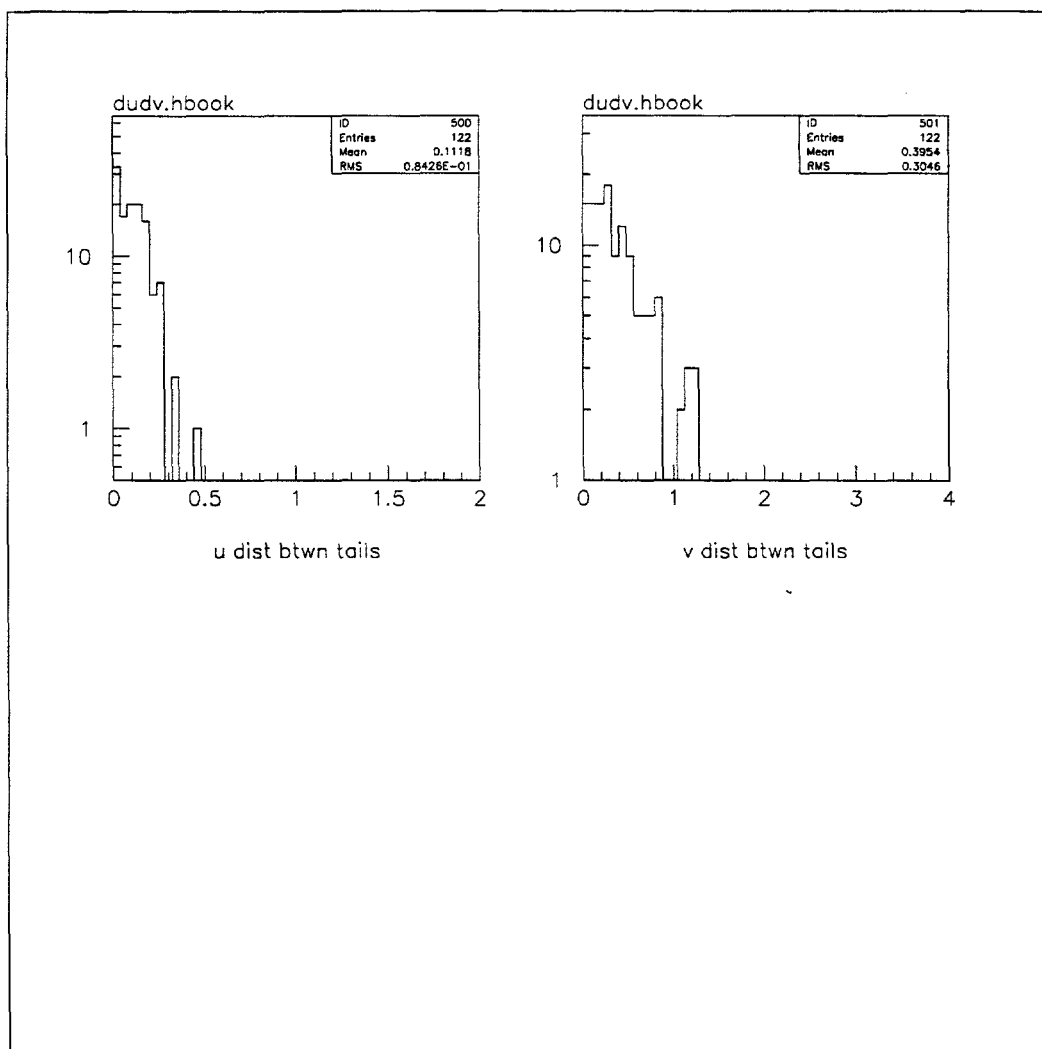 dudv.hbook
ID 500
Entries 122
Mean 0.1118
RMS 0.8426E-01
10
1
0 0.5 1 1.5 2
u dist btwn tails
dudv.hbook
ID 501
Entries 122
Mean 0.3954
RMS 0.3046
10
1
0 1 2 3 4
v dist btwn tails